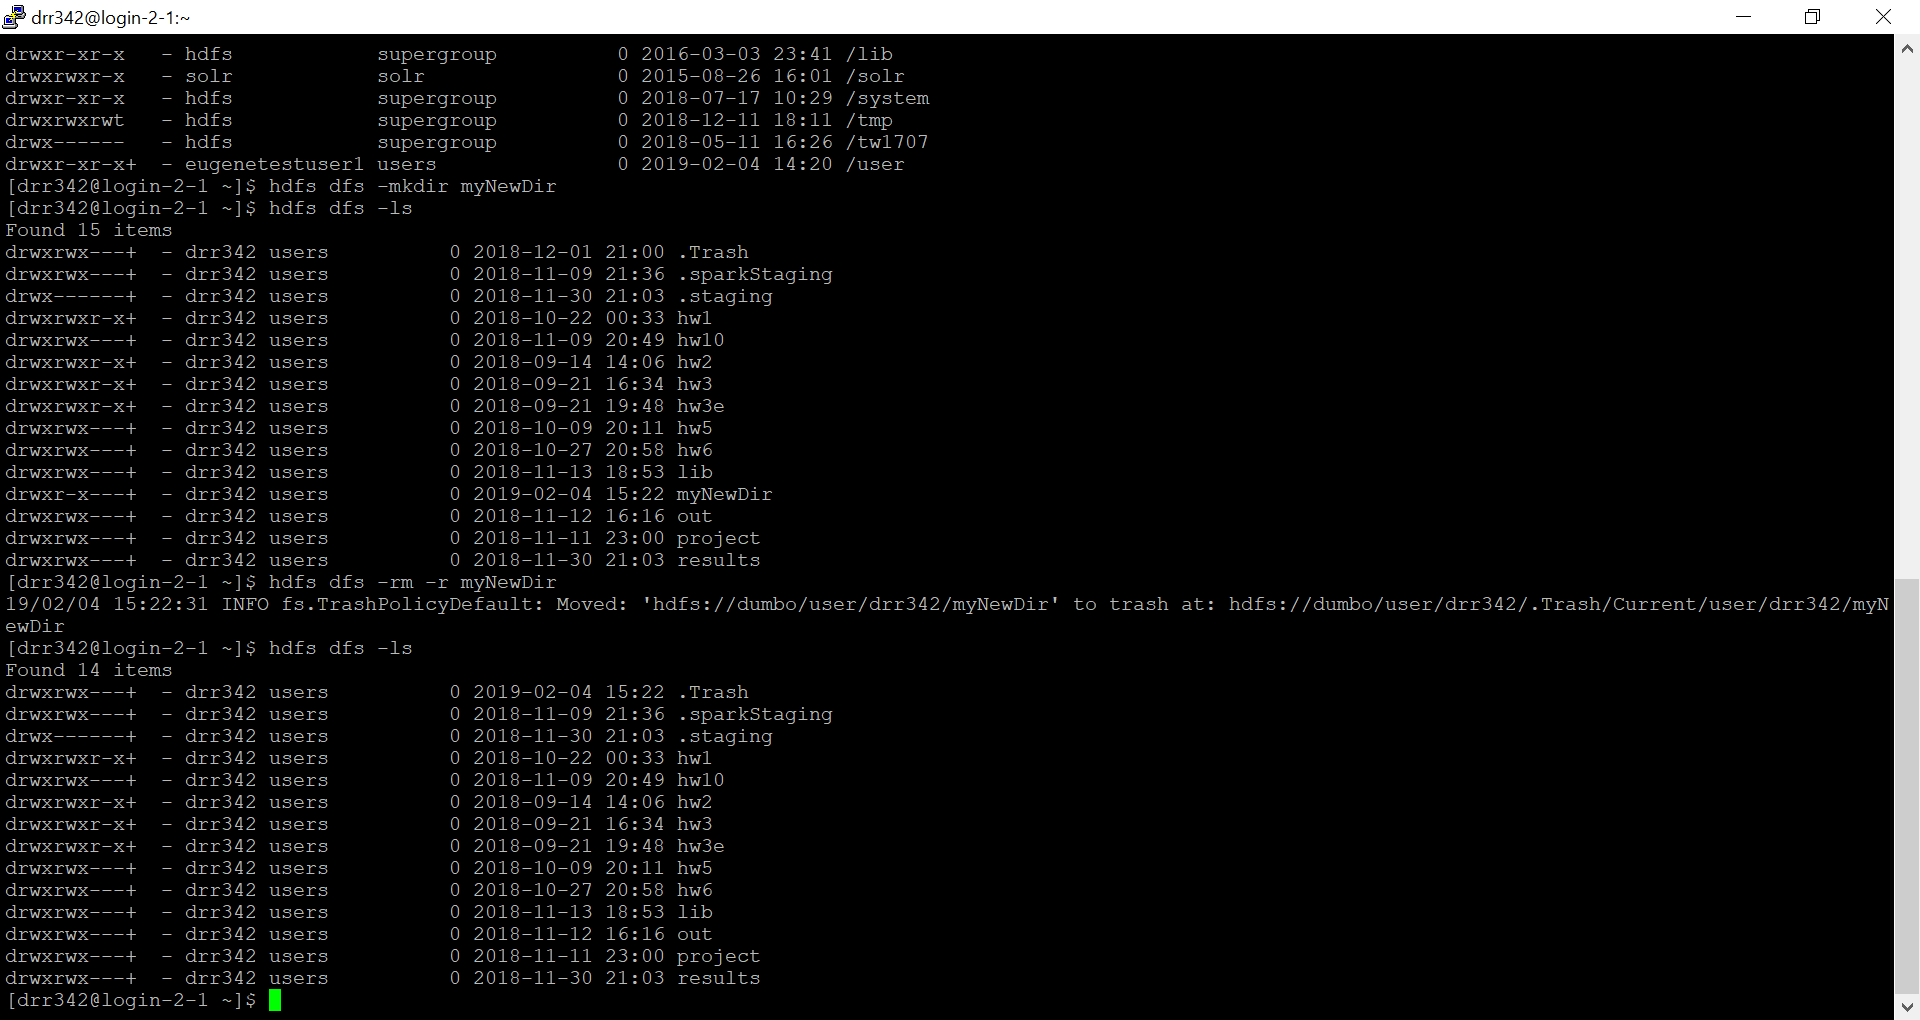 drr342@login-2-1:~
drwxr-xr-x   - hdfs            supergroup          0 2016-03-03 23:41 /lib
drwxrwxr-x   - solr            solr                0 2015-08-26 16:01 /solr
drwxr-xr-x   - hdfs            supergroup          0 2018-07-17 10:29 /system
drwxrwxrwt   - hdfs            supergroup          0 2018-12-11 18:11 /tmp
drwx------   - hdfs            supergroup          0 2018-05-11 16:26 /tw1707
drwxr-xr-x+  - eugenetestuser1 users               0 2019-02-04 14:20 /user
[drr342@login-2-1 ~]$ hdfs dfs -mkdir myNewDir
[drr342@login-2-1 ~]$ hdfs dfs -ls
Found 15 items
drwxrwx---+  - drr342 users          0 2018-12-01 21:00 .Trash
drwxrwx---+  - drr342 users          0 2018-11-09 21:36 .sparkStaging
drwx------+  - drr342 users          0 2018-11-30 21:03 .staging
drwxrwxr-x+  - drr342 users          0 2018-10-22 00:33 hw1
drwxrwx---+  - drr342 users          0 2018-11-09 20:49 hw10
drwxrwxr-x+  - drr342 users          0 2018-09-14 14:06 hw2
drwxrwxr-x+  - drr342 users          0 2018-09-21 16:34 hw3
drwxrwxr-x+  - drr342 users          0 2018-09-21 19:48 hw3e
drwxrwx---+  - drr342 users          0 2018-10-09 20:11 hw5
drwxrwx---+  - drr342 users          0 2018-10-27 20:58 hw6
drwxrwx---+  - drr342 users          0 2018-11-13 18:53 lib
drwxr-x---+  - drr342 users          0 2019-02-04 15:22 myNewDir
drwxrwx---+  - drr342 users          0 2018-11-12 16:16 out
drwxrwx---+  - drr342 users          0 2018-11-11 23:00 project
drwxrwx---+  - drr342 users          0 2018-11-30 21:03 results
[drr342@login-2-1 ~]$ hdfs dfs -rm -r myNewDir
19/02/04 15:22:31 INFO fs.TrashPolicyDefault: Moved: 'hdfs://dumbo/user/drr342/myNewDir' to trash at: hdfs://dumbo/user/drr342/.Trash/Current/user/drr342/myN
ewDir
[drr342@login-2-1 ~]$ hdfs dfs -ls
Found 14 items
drwxrwx---+  - drr342 users          0 2019-02-04 15:22 .Trash
drwxrwx---+  - drr342 users          0 2018-11-09 21:36 .sparkStaging
drwx------+  - drr342 users          0 2018-11-30 21:03 .staging
drwxrwxr-x+  - drr342 users          0 2018-10-22 00:33 hw1
drwxrwx---+  - drr342 users          0 2018-11-09 20:49 hw10
drwxrwxr-x+  - drr342 users          0 2018-09-14 14:06 hw2
drwxrwxr-x+  - drr342 users          0 2018-09-21 16:34 hw3
drwxrwxr-x+  - drr342 users          0 2018-09-21 19:48 hw3e
drwxrwx---+  - drr342 users          0 2018-10-09 20:11 hw5
drwxrwx---+  - drr342 users          0 2018-10-27 20:58 hw6
drwxrwx---+  - drr342 users          0 2018-11-13 18:53 lib
drwxrwx---+  - drr342 users          0 2018-11-12 16:16 out
drwxrwx---+  - drr342 users          0 2018-11-11 23:00 project
drwxrwx---+  - drr342 users          0 2018-11-30 21:03 results
[drr342@login-2-1 ~]$